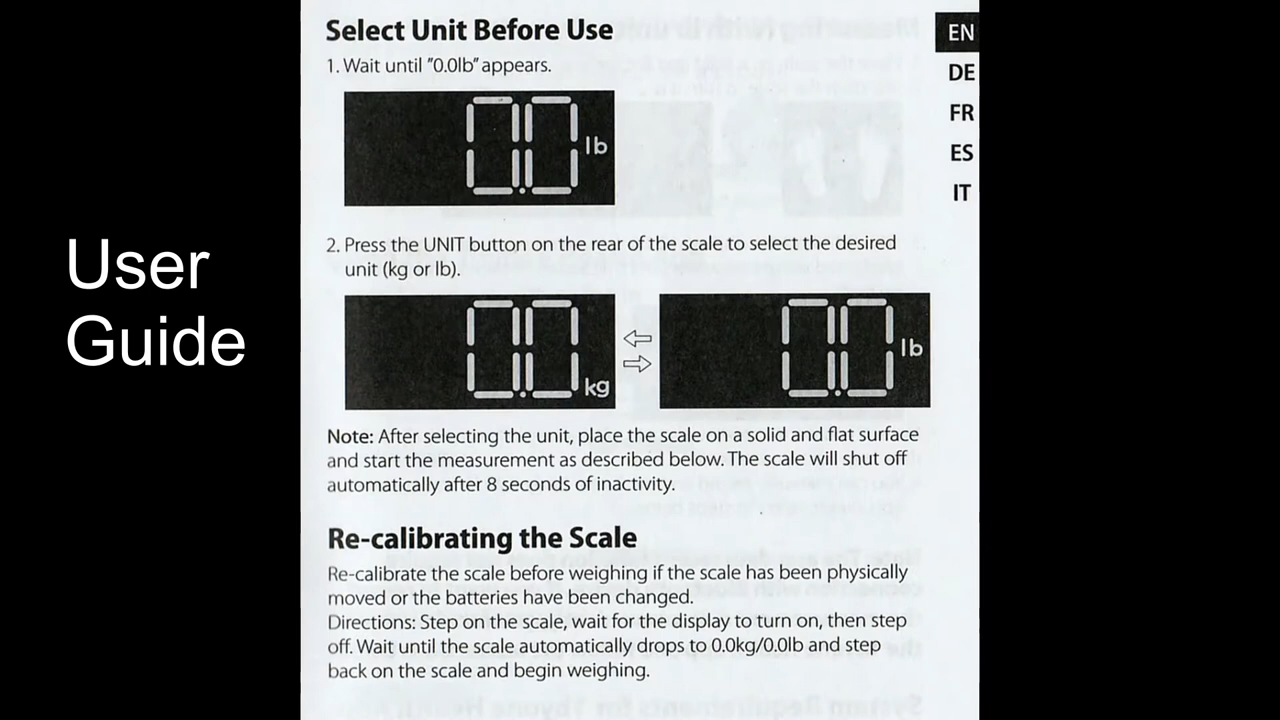 User
Guide
Select Unit Before Use
1. Wait until "0.0lb" appears.
0.0 lb
2. Press the UNIT button on the rear of the scale to select the desired
unit (kg or lb).
0.0 kg
0.0 lb
Note: After selecting the unit, place the scale on a solid and flat surface
and start the measurement as described below. The scale will shut off
automatically after 8 seconds of inactivity.
Re-calibrating the Scale
Re-calibrate the scale before weighing if the scale has been physically
moved or the batteries have been changed.
Directions: Step on the scale, wait for the display to turn on, then step
off. Wait until the scale automatically drops to 0.0kg/0.0lb and step
back on the scale and begin weighing.
EN
DE
FR
ES
IT